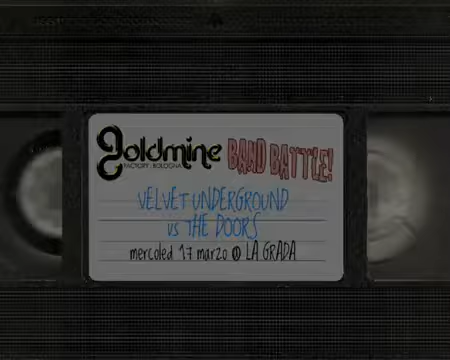 goldmine BAND BATTLE!
FACTORY / BOLOGNA
VELVET UNDERGROUND
vs THE DOORS
mercoledì 17 marzo @ LA GRADA